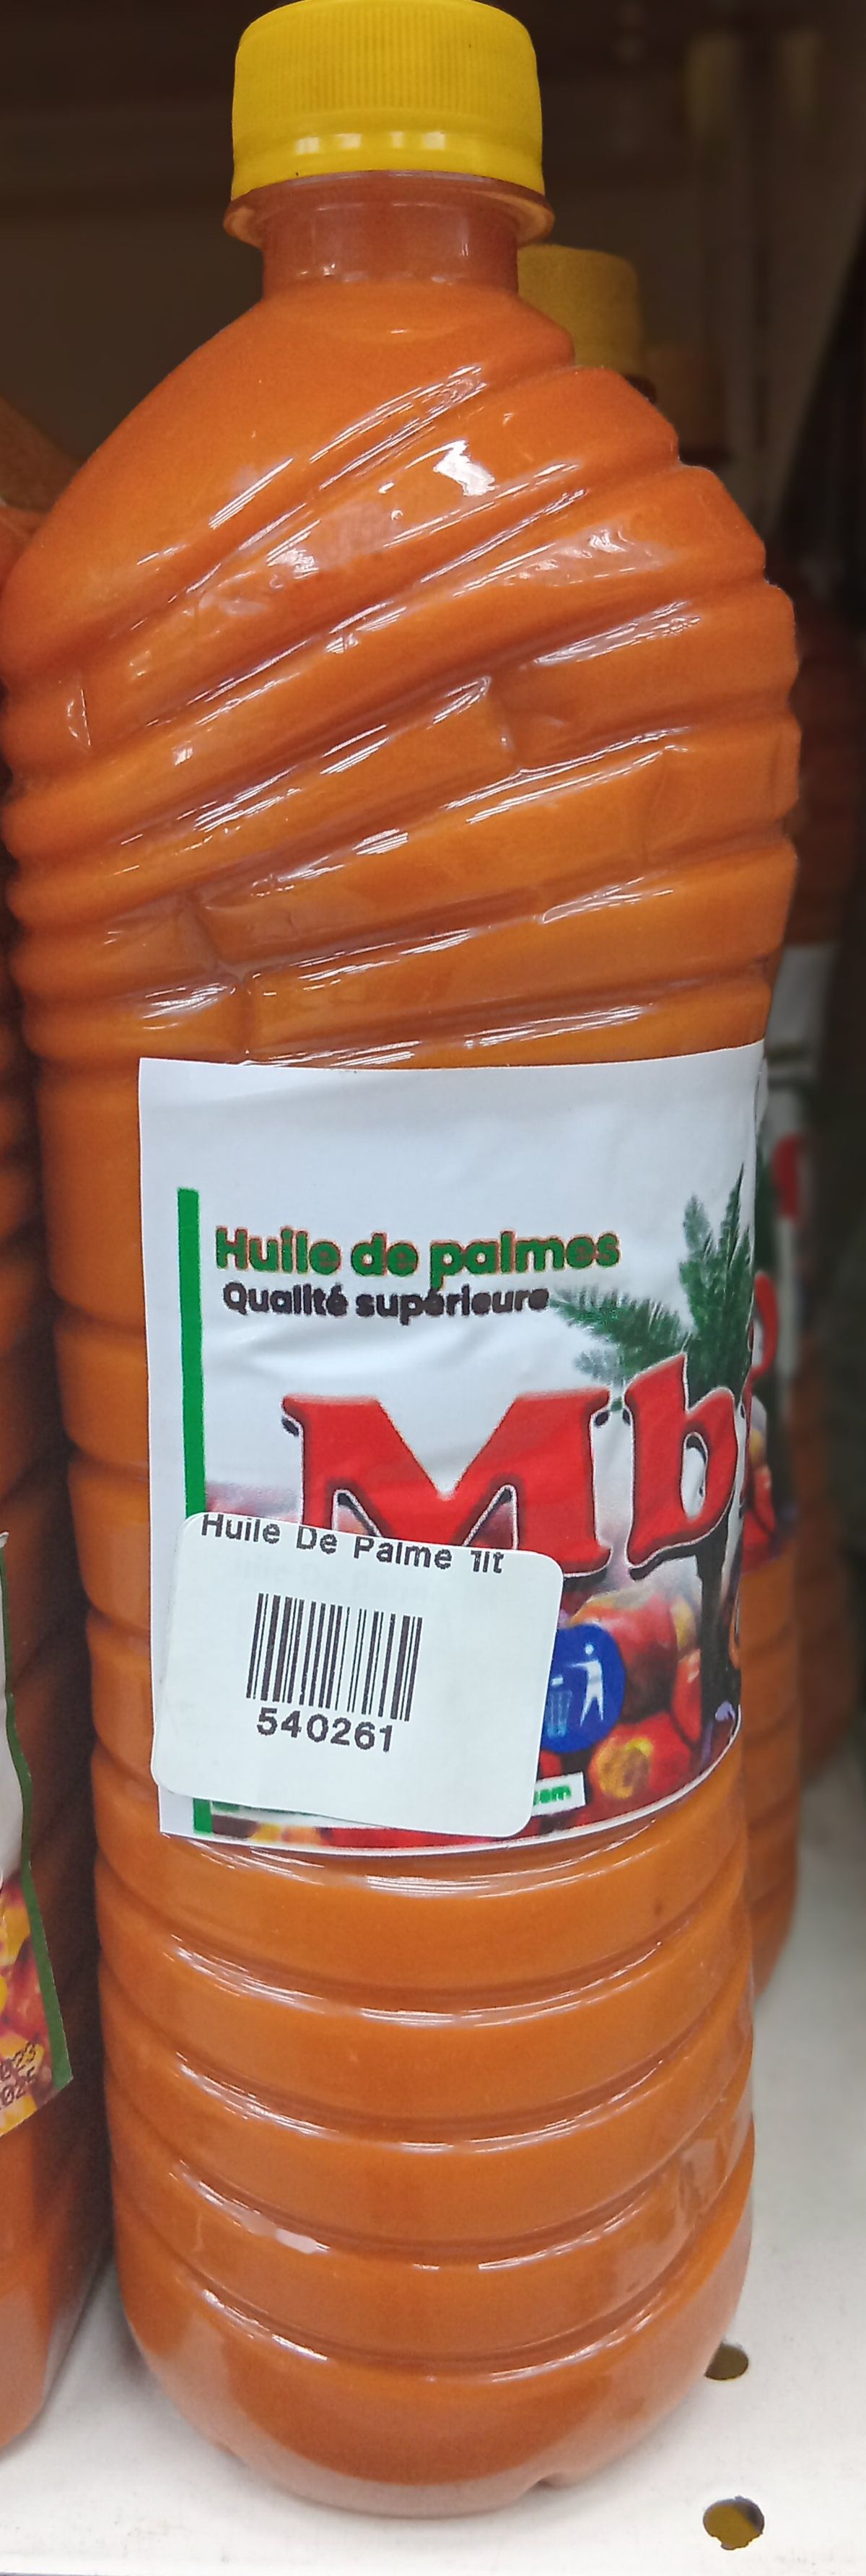 Huile de palmes
Qualité supérieure
Mb
Huile De Palme 1lt
540261